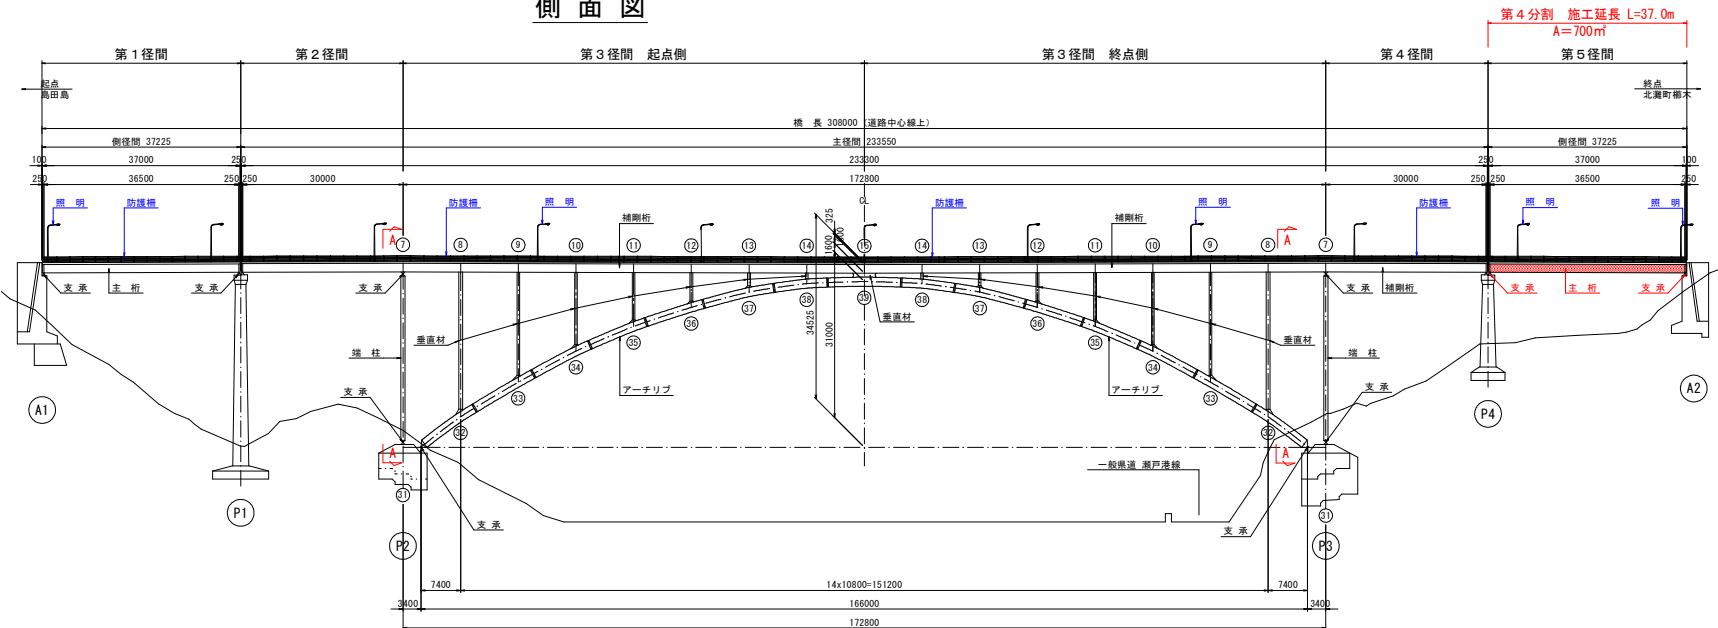 側面図
第4分割 施工延長 L=37.0m
A=700㎡
第1径間 第2径間 第3径間 起点側 第3径間 終点側 第4径間 第5径間
起点
島田島
終点
北灘町櫛木
橋 長 308000 (道路中心線上)
側径間 37225 主径間 233550 側径間 37225
100 37000 250 233300 250 37000 100
250 36500 250 250 30000 172800 30000 250 250 36500 250
照 明 防護柵 防護柵 照 明 補剛桁 CL 防護柵 補剛桁 照 明 防護柵 照 明 照 明
325
1600
A A
7 8 9 10 11 12 13 14 15 14 13 12 11 10 9 8 7
支 承 主 桁 支 承 支 承 支 承 補剛桁 支 承 主 桁 支 承
38 39 38
37 37
36 36
35 35
34 34
33 33
32 32
垂直材 垂直材 垂直材
34525
31000
端 柱 端 柱
アーチリブ アーチリブ
支 承 支 承
A1 A2
P4
A A
一般県道 瀬戸港線
31 31
P1
支 承 支 承
P2 P3
7400 14x10800=151200 7400
3400 166000 3400
172800